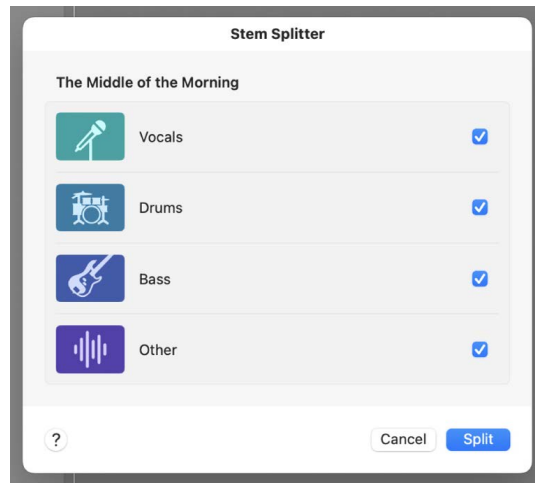 Stem Splitter
The Middle of the Morning
Vocals
Drums
Bass
Other
?
Cancel
Split